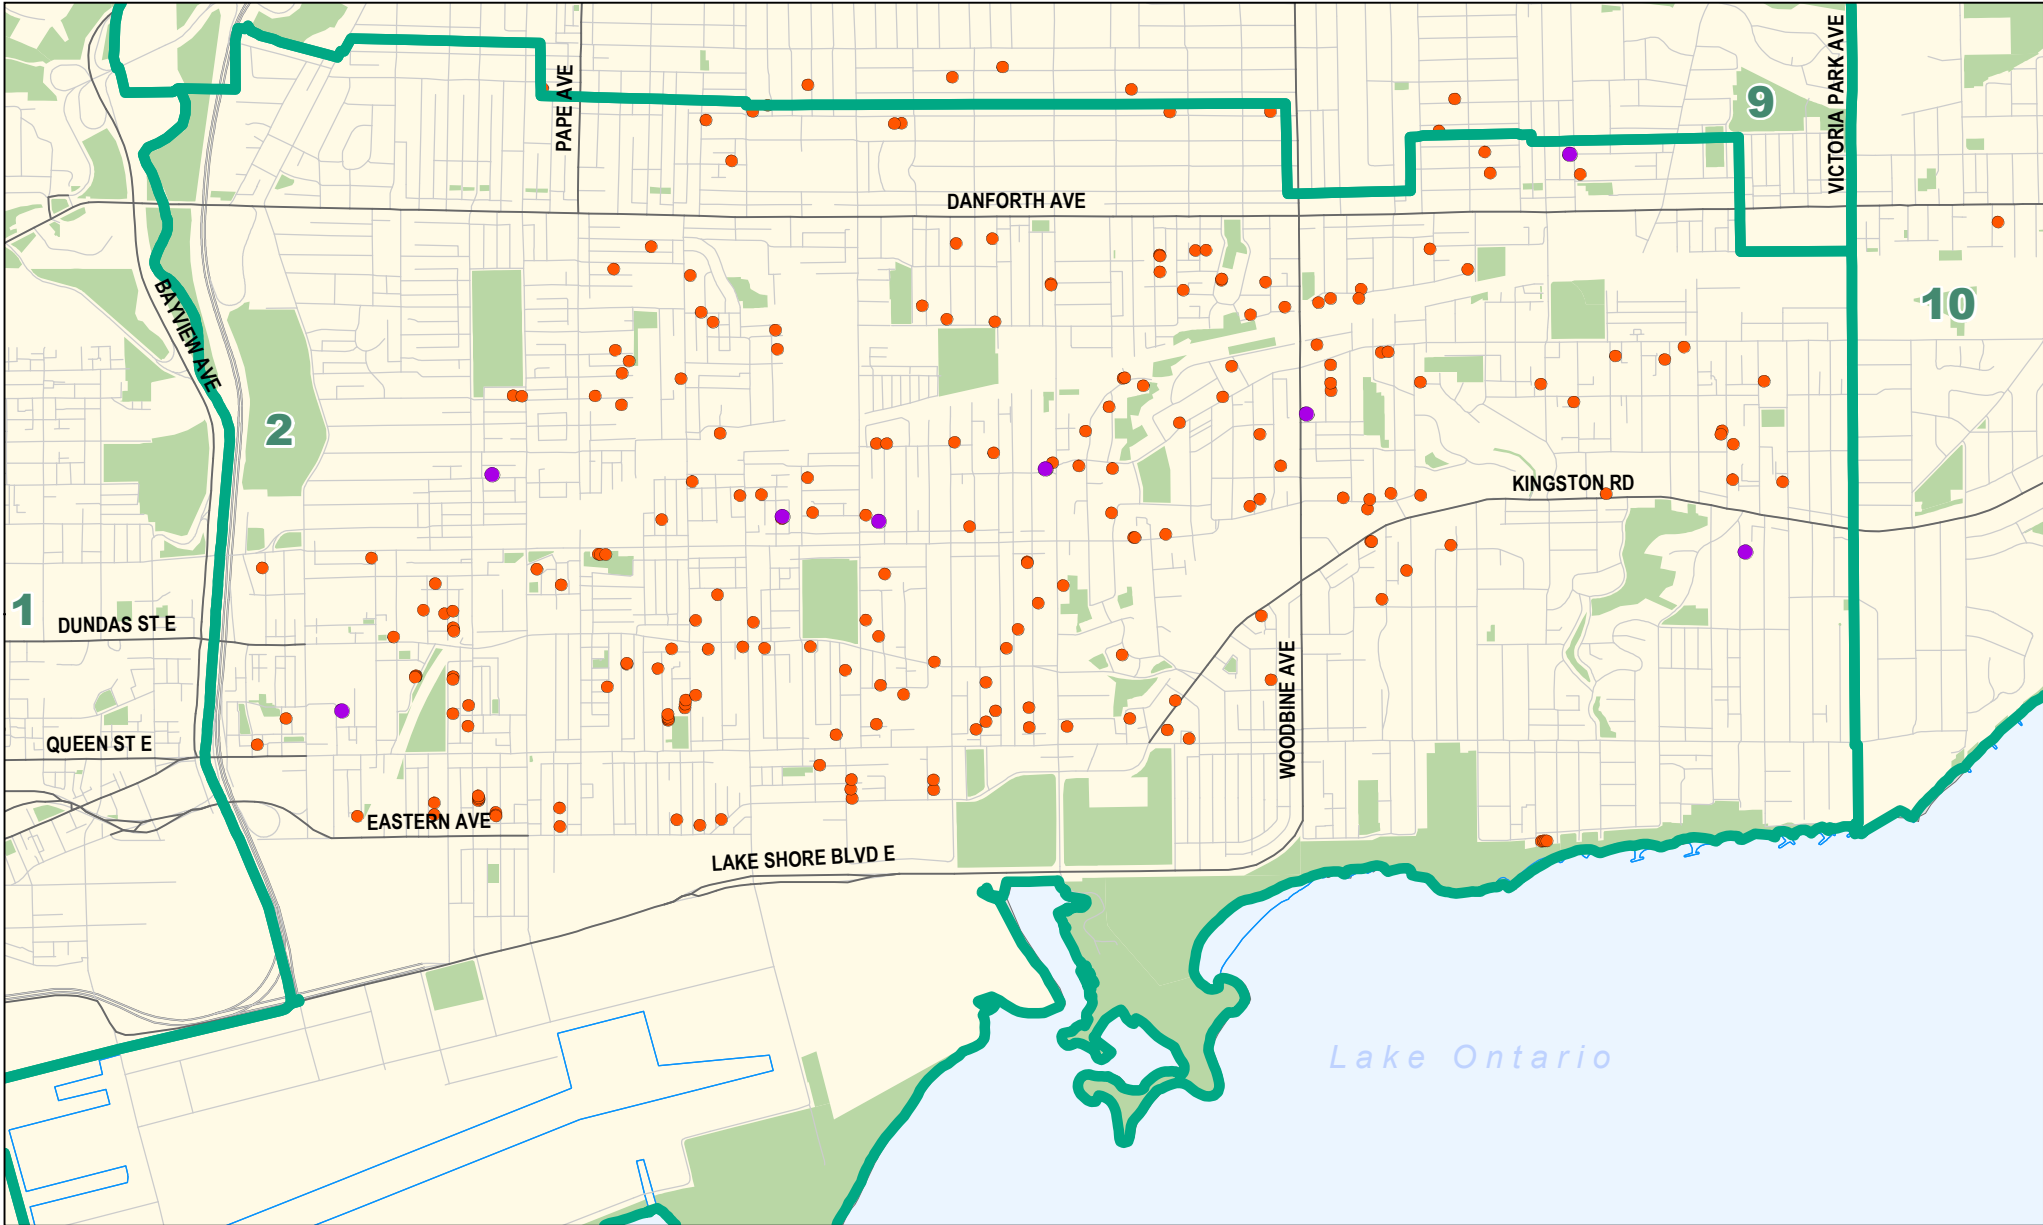 PAPE AVE
9
VICTORIA PARK AVE
DANFORTH AVE
BAYVIEW AVE
10
2
KINGSTON RD
1
DUNDAS ST E
WOODBINE AVE
QUEEN ST E
EASTERN AVE
LAKE SHORE BLVD E
Lake Ontario